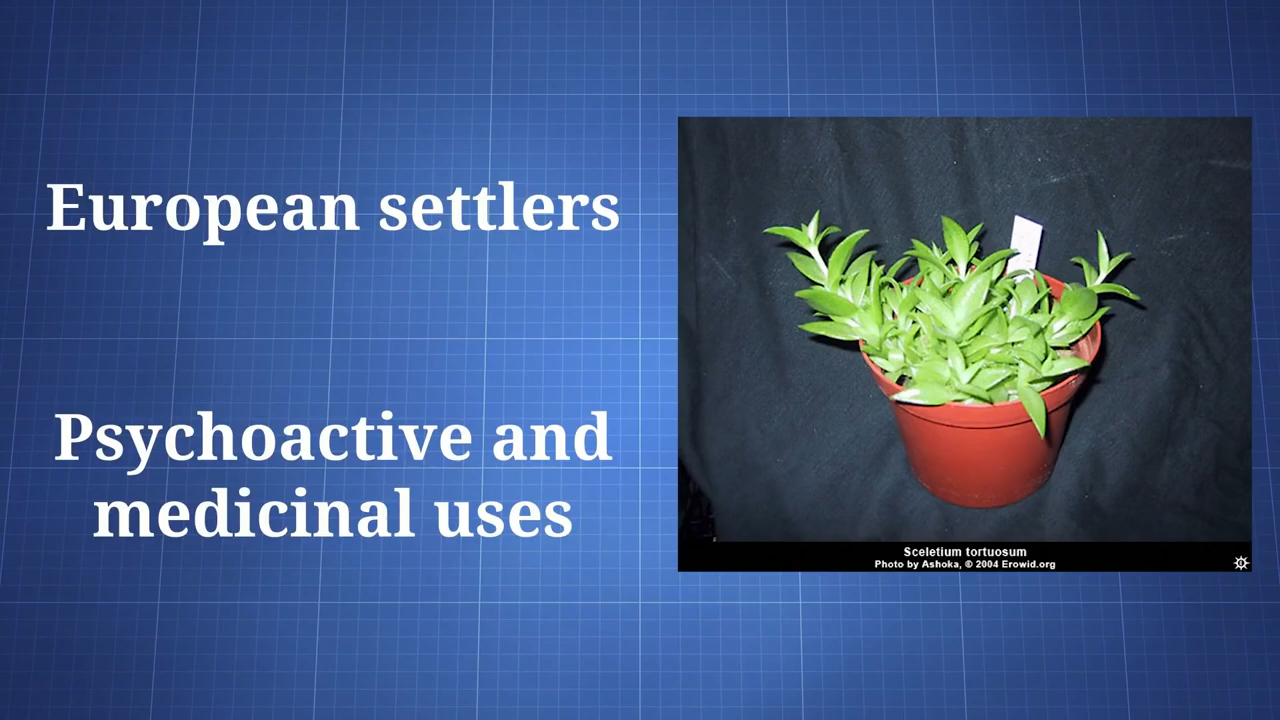 European settlers
Psychoactive and
medicinal uses
Sceletium tortuosum
Photo by Ashoka, © 2004 Erowid.org